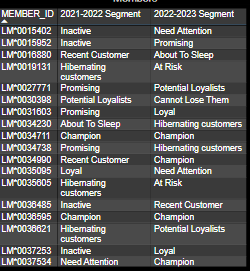 Members
MEMBER_ID 2021-2022 Segment 2022-2023 Segment
LM*0015402 Inactive Need Attention
LM*0015952 Inactive Promising
LM*0016880 Recent Customer About To Sleep
LM*0019131 Hibernating customers At Risk
LM*0027771 Promising Potential Loyalists
LM*0030398 Potential Loyalists Cannot Lose Them
LM*0031603 Promising Loyal
LM*0034230 About To Sleep Hibernating customers
LM*0034711 Champion Champion
LM*0034738 Promising Hibernating customers
LM*0034990 Recent Customer Champion
LM*0035095 Loyal Need Attention
LM*0035605 Hibernating customers At Risk
LM*0036485 Inactive Recent Customer
LM*0036595 Champion Champion
LM*0036621 Hibernating customers Potential Loyalists
LM*0037253 Inactive Loyal
LM*0037534 Need Attention Champion